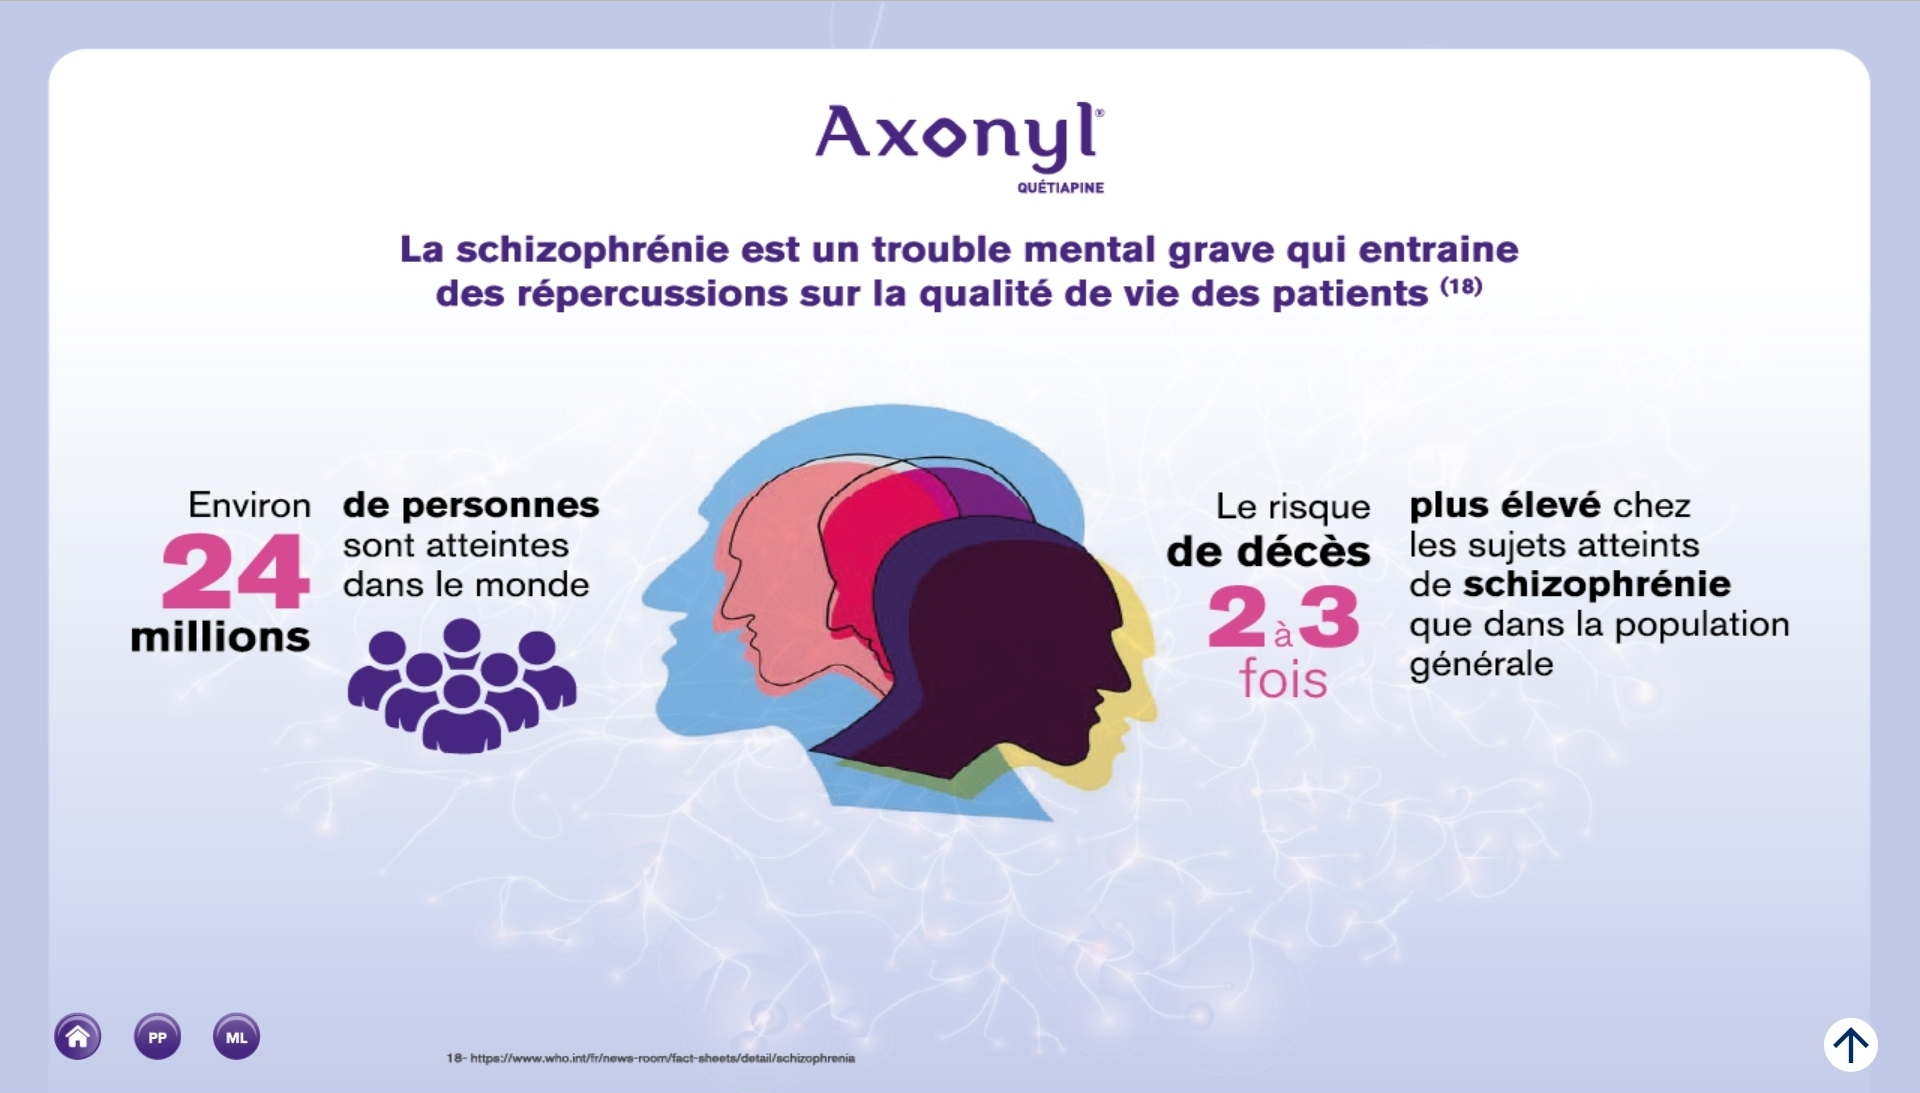 Axonyl®
QUÉTIAPINE
La schizophrénie est un trouble mental grave qui entraine
des répercussions sur la qualité de vie des patients (18)
Environ
24
millions
de personnes
sont atteintes
dans le monde
Le risque
de décès
2 à 3
fois
plus élevé chez
les sujets atteints
de schizophrénie
que dans la population
générale
PP
ML
18- https://www.who.int/fr/news-room/fact-sheets/detail/schizophrenia